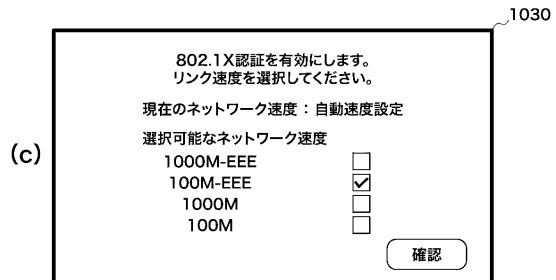 1030
802.1X認証を有効にします。
リンク速度を選択してください。
現在のネットワーク速度：自動速度設定
(c)
選択可能なネットワーク速度
1000M-EEE
100M-EEE
1000M
100M
確認